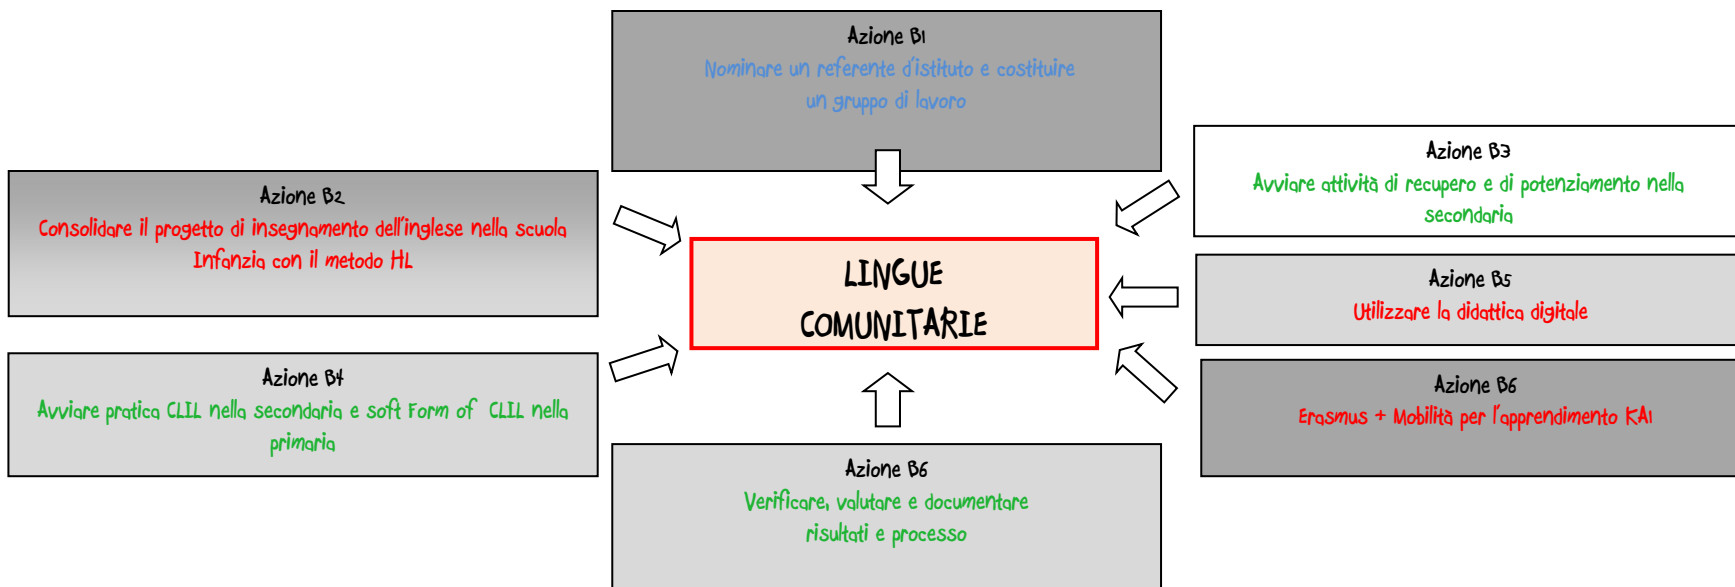 Azione B1
Nominare un referente d'istituto e costituire
un gruppo di lavoro
Azione B2
Consolidare il progetto di insegnamento dell'inglese nella scuola
Infanzia con il metodo HL
Azione B3
Avviare attività di recupero e di potenziamento nella
secondaria
LINGUE
COMUNITARIE
Azione B5
Utilizzare la didattica digitale
Azione B4
Avviare pratica CLIL nella secondaria e soft Form of CLIL nella
primaria
Azione B6
Erasmus + Mobilità per l'apprendimento KA1
Azione B6
Verificare, valutare e documentare
risultati e processo